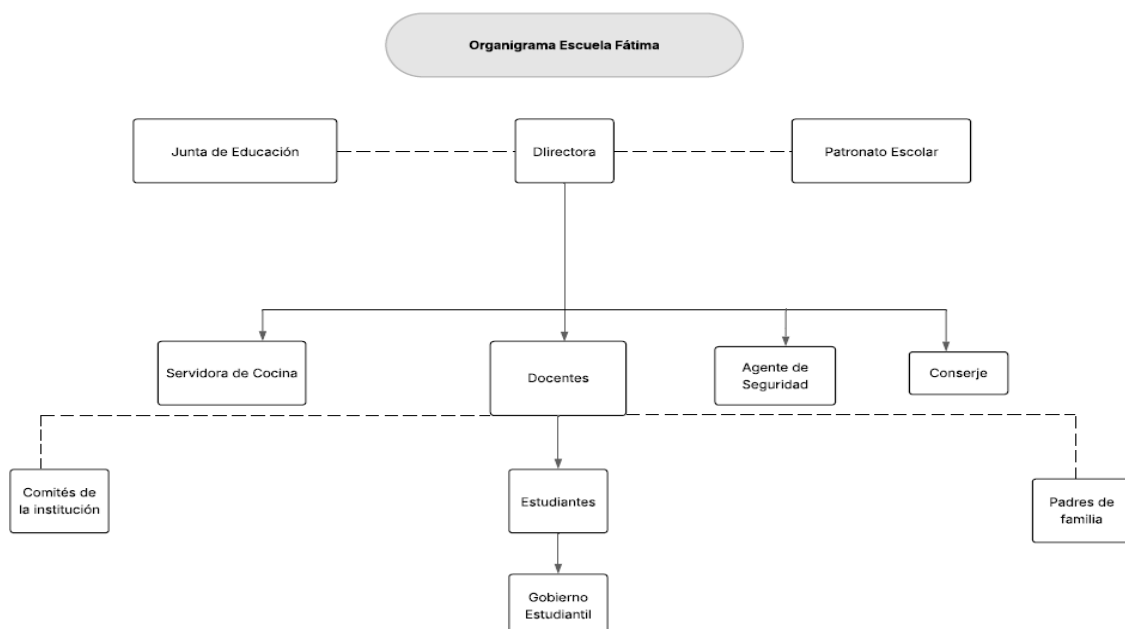 Organigrama Escuela Fátima
Junta de Educación
DIirectora
Patronato Escolar
Servidora de Cocina
Docentes
Agente de
Seguridad
Conserje
Comités de
la institución
Estudiantes
Padres de
familia
Gobierno
Estudiantil